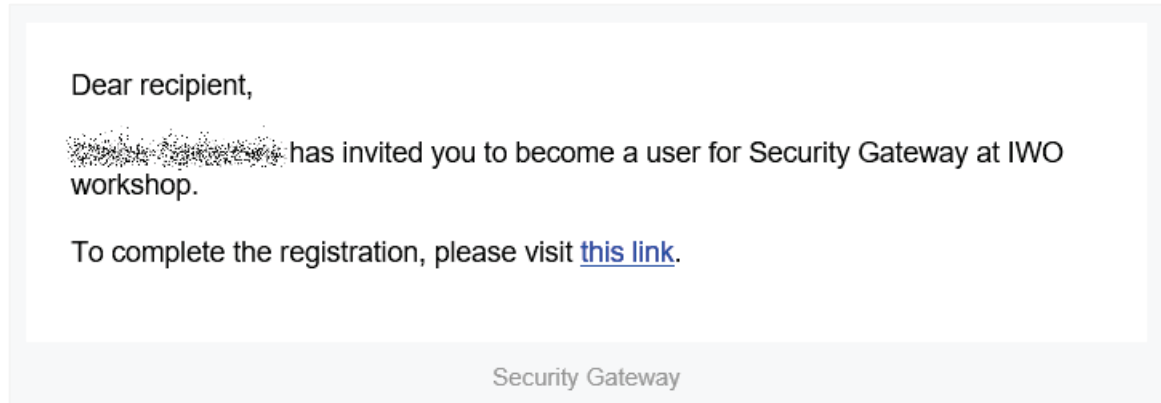 Dear recipient,
has invited you to become a user for Security Gateway at IWO
workshop.
To complete the registration, please visit this link.
Security Gateway